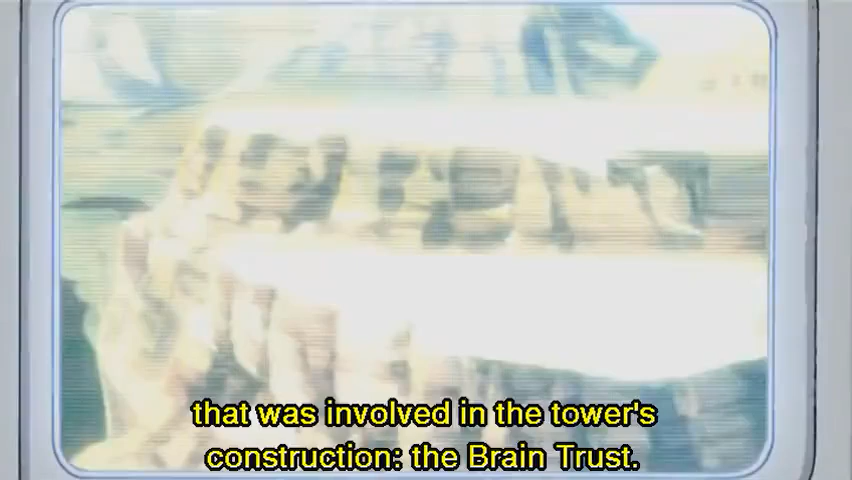 that was involved in the tower's
construction: the Brain Trust.